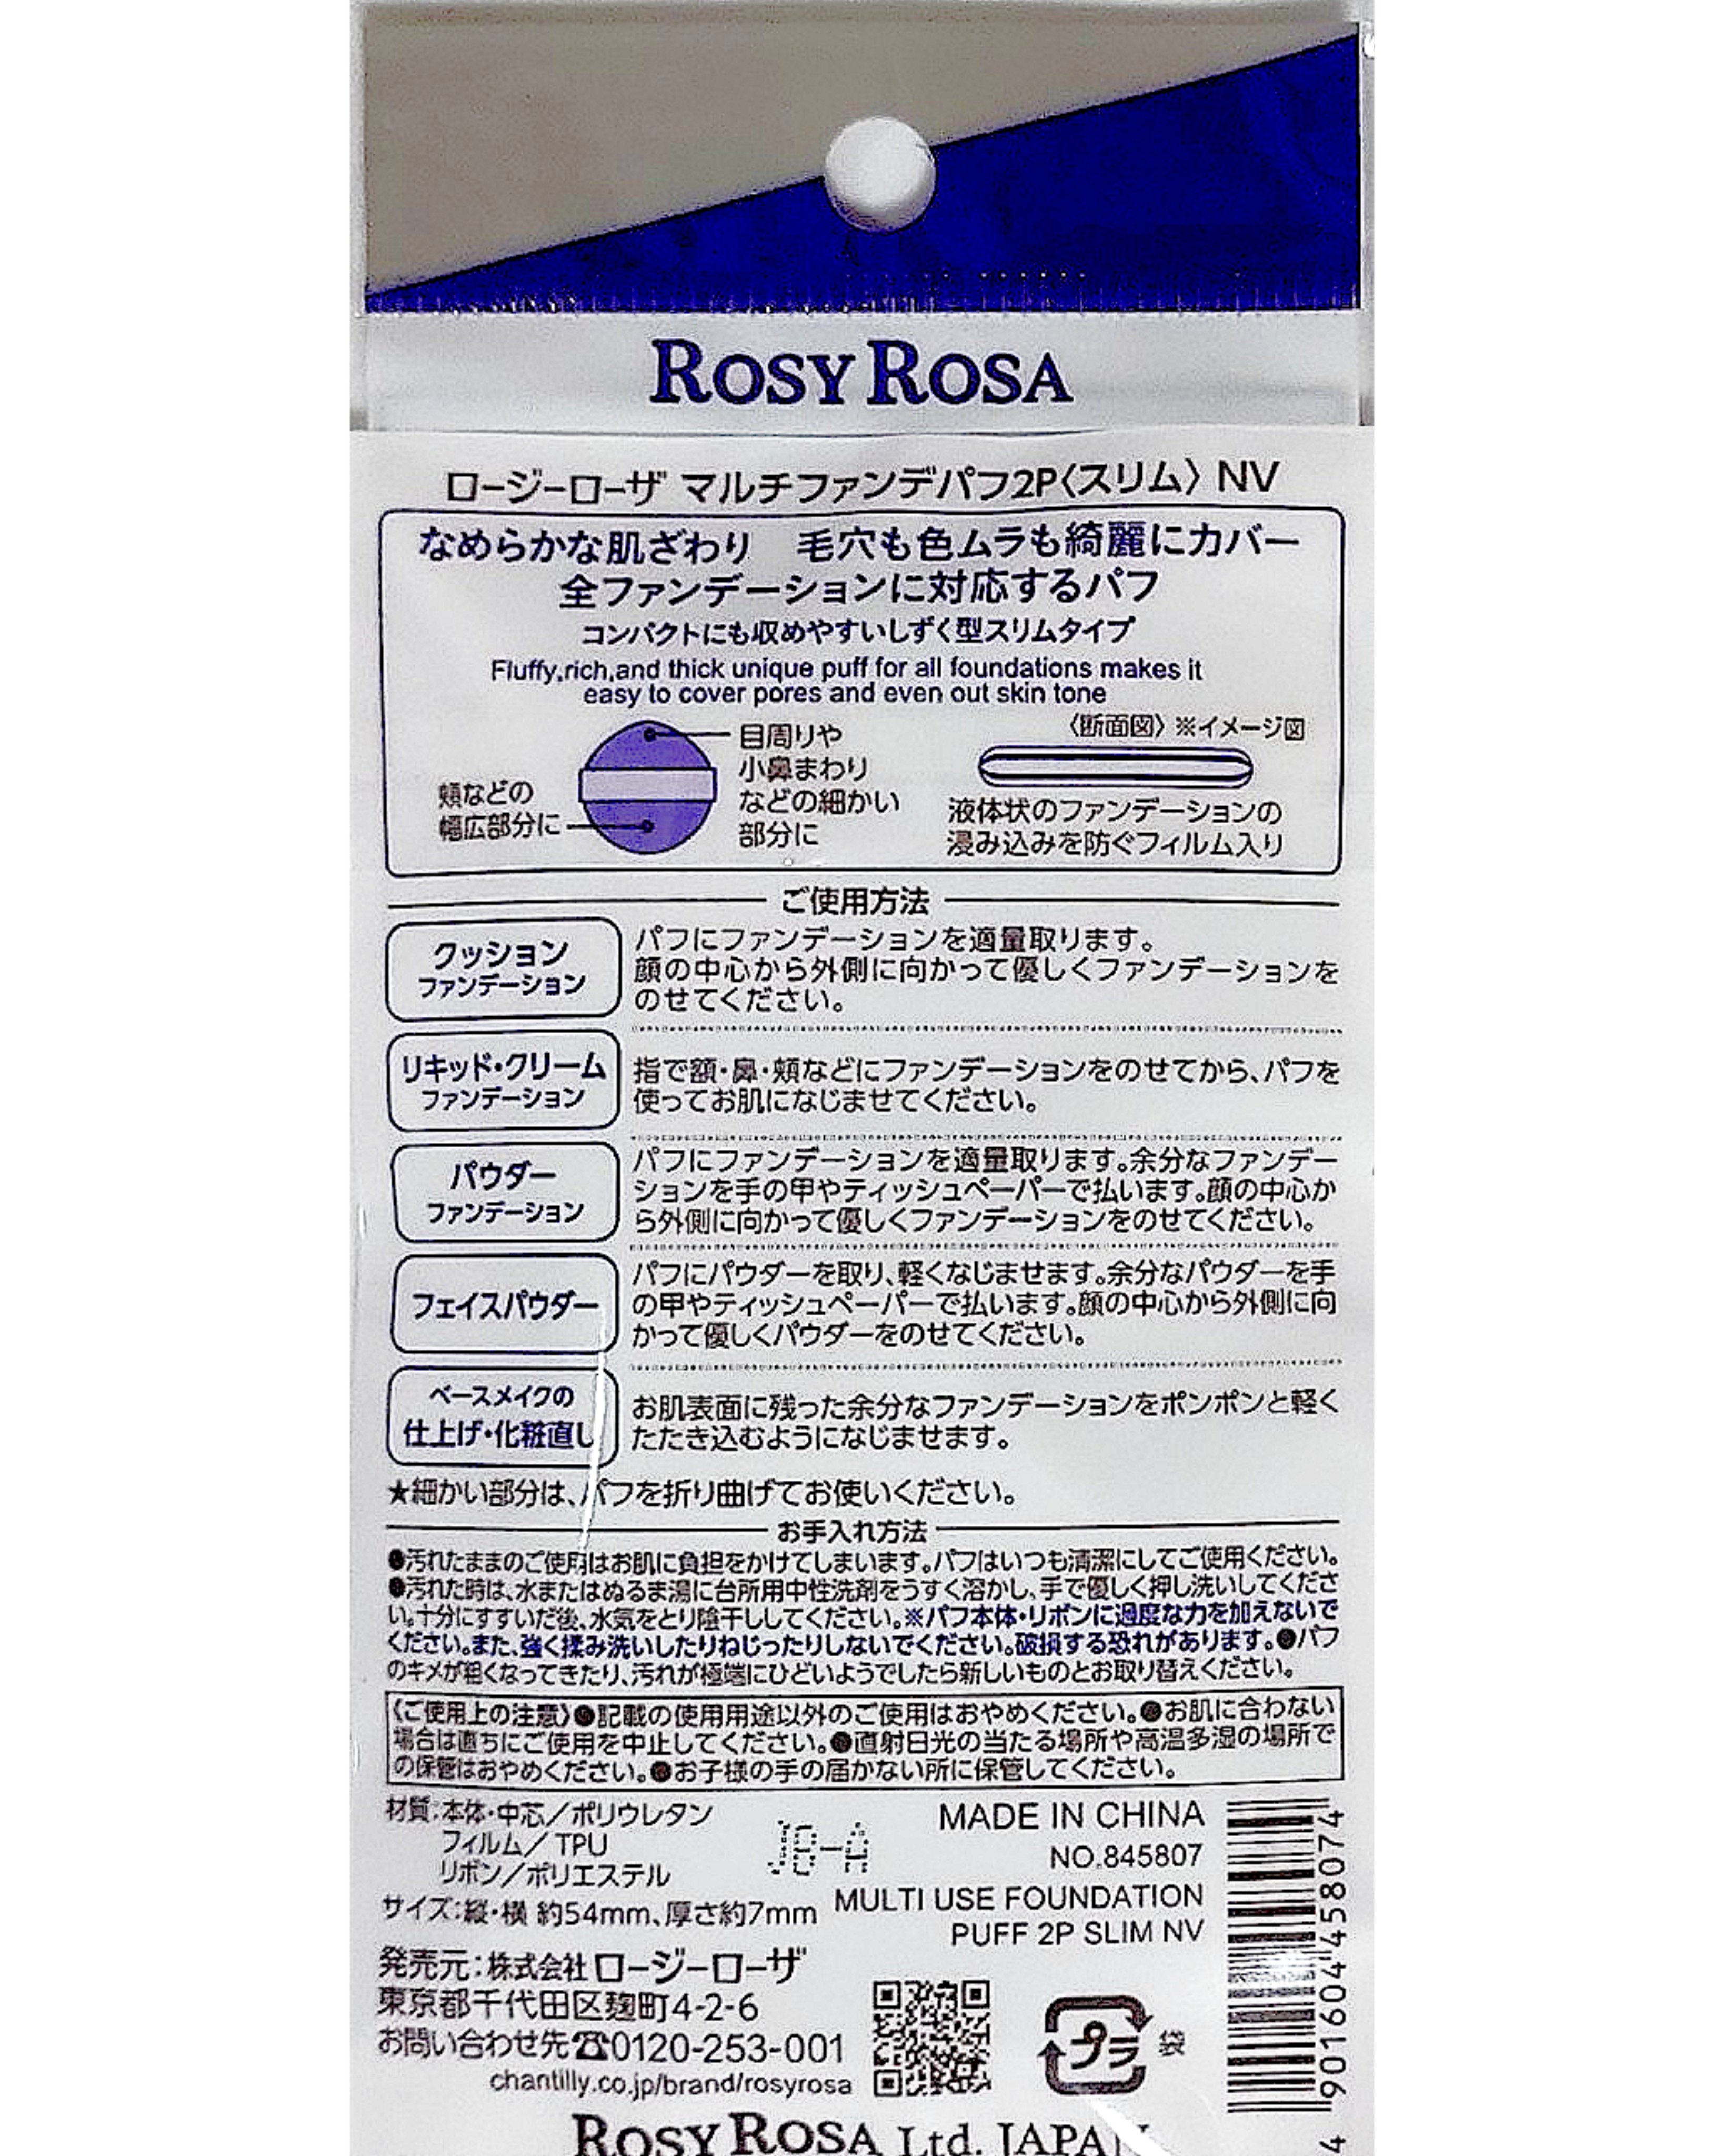 ROSY ROSA
ロージーローザ マルチファンデパフ2P〈スリム〉 NV
なめらかな肌ざわり　毛穴も色ムラも綺麗にカバー
全ファンデーションに対応するパフ
コンパクトにも収めやすいしずく型スリムタイプ
Fluffy,rich,and thick unique puff for all foundations makes it
easy to cover pores and even out skin tone
目周りや
小鼻まわり
などの細かい
部分に
頬などの
幅広部分に
〈断面図〉※イメージ図
液体状のファンデーションの
浸み込みを防ぐフィルム入り
ご使用方法
クッション
ファンデーション
パフにファンデーションを適量取ります。
顔の中心から外側に向かって優しくファンデーションを
のせてください。
リキッド・クリーム
ファンデーション
指で額・鼻・頬などにファンデーションをのせてから、パフを
使ってお肌になじませてください。
パウダー
ファンデーション
パフにファンデーションを適量取ります。余分なファンデー
ションを手の甲やティッシュペーパーで払います。顔の中心か
ら外側に向かって優しくファンデーションをのせてください。
フェイスパウダー
パフにパウダーを取り、軽くなじませます。余分なパウダーを手
の甲やティッシュペーパーで払います。顔の中心から外側に向
かって優しくパウダーをのせてください。
ベースメイクの
仕上げ・化粧直し
お肌表面に残った余分なファンデーションをポンポンと軽く
たたき込むようになじませます。
★細かい部分は、パフを折り曲げてお使いください。
お手入れ方法
●汚れたままのご使用はお肌に負担をかけてしまいます。パフはいつも清潔にしてご使用ください。
●汚れた時は、水またはぬるま湯に台所用中性洗剤をうすく溶かし、手で優しく押し洗いしてくださ
い。十分にすすいだ後、水気をとり陰干ししてください。※パフ本体・リボンに過度な力を加えないで
ください。また、強く揉み洗いしたりねじったりしないでください。破損する恐れがあります。●パフ
のキメが粗くなってきたり、汚れが極端にひどいようでしたら新しいものとお取り替えください。
〈ご使用上の注意〉●記載の使用用途以外のご使用はおやめください。●お肌に合わない
場合は直ちにご使用を中止してください。●直射日光の当たる場所や高温多湿の場所で
の保管はおやめください。●お子様の手の届かない所に保管してください。
材質：本体・中芯／ポリウレタン
フィルム／TPU
リボン／ポリエステル
サイズ：縦・横 約54mm、厚さ約7mm
JB-A
MADE IN CHINA
NO.845807
MULTI USE FOUNDATION
PUFF 2P SLIM NV
発売元：株式会社ロージーローザ
東京都千代田区麹町4-2-6
お問い合わせ先☎0120-253-001
chantilly.co.jp/brand/rosyrosa
プラ
袋
4 901604 458074
ROSY ROSA Ltd. JAPAN